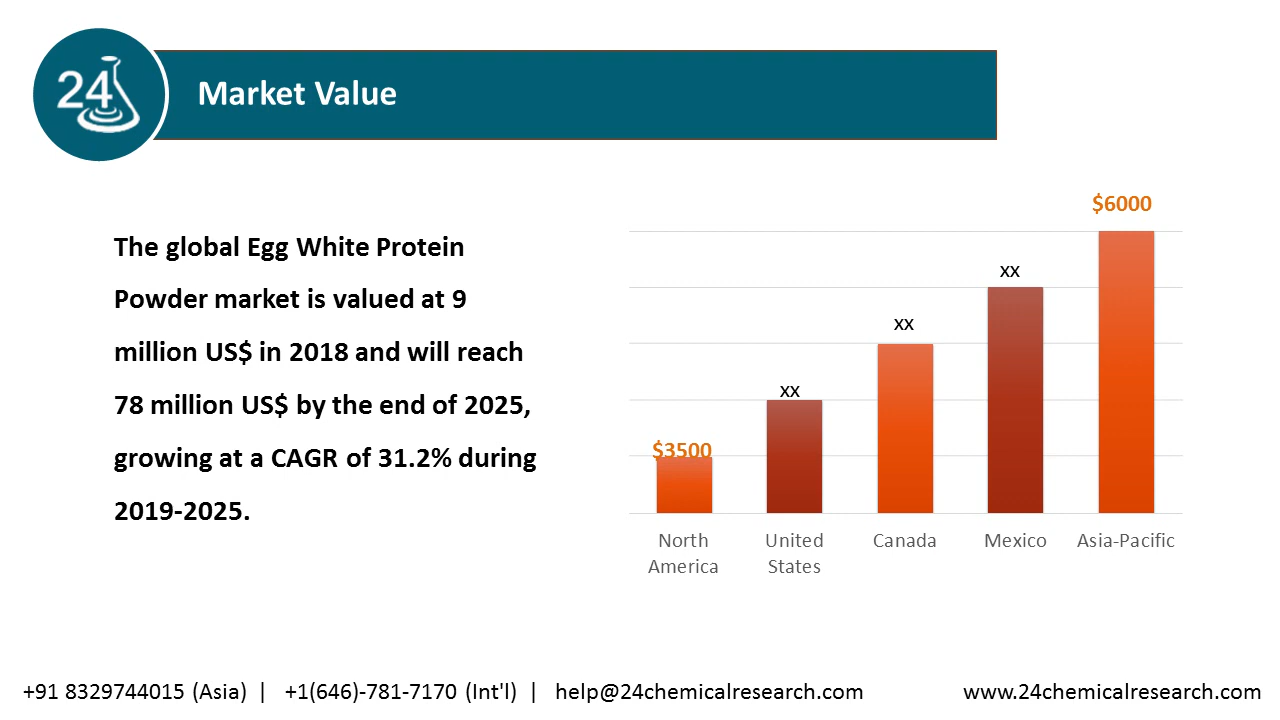 24
Market Value
The global Egg White Protein
Powder market is valued at 9
million US$ in 2018 and will reach
78 million US$ by the end of 2025,
growing at a CAGR of 31.2% during
2019-2025.
$3500
xx
xx
xx
$6000
North
America
United
States
Canada
Mexico
Asia-Pacific
+91 8329744015 (Asia) | +1(646)-781-7170 (Int'l) | help@24chemicalresearch.com www.24chemicalresearch.com